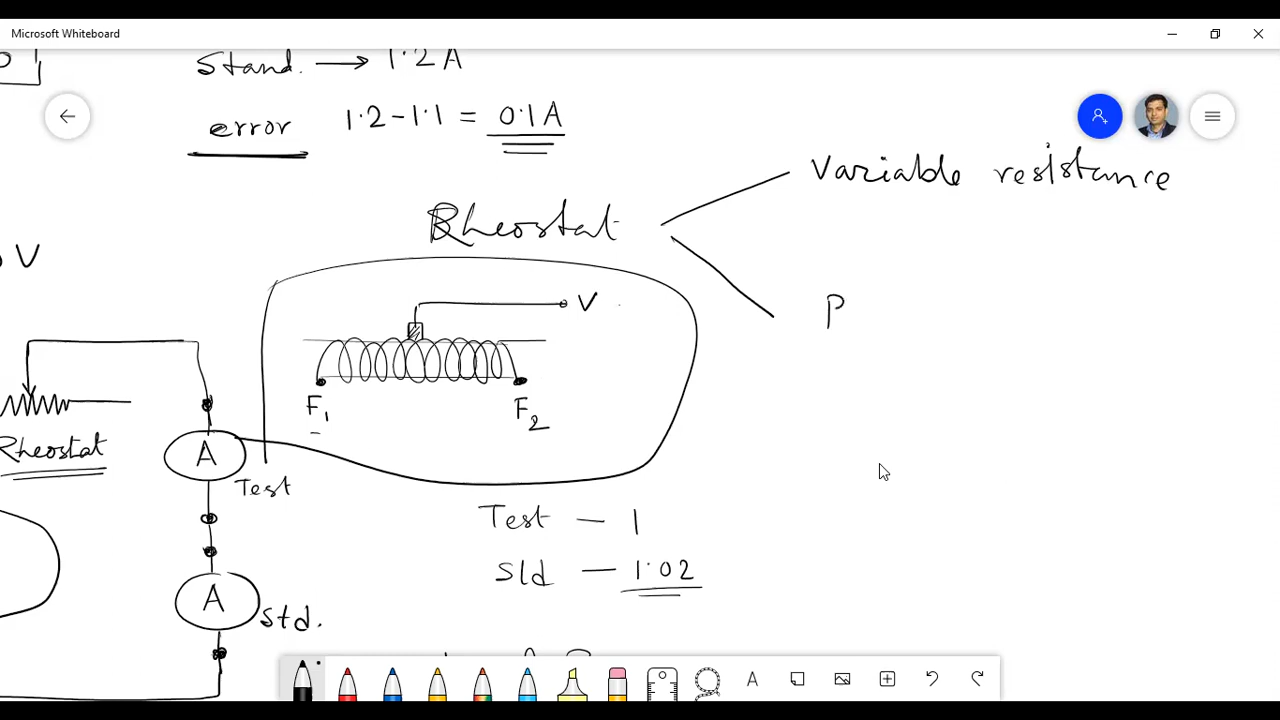 Microsoft Whiteboard
Stand. → 1.2 A
error 1.2-1.1 = 0.1A
Variable resistance
Rheostat
V
V
P
F1
F2
Rheostat
A
Test
Test - 1
Std - 1.02
A
Std.
A